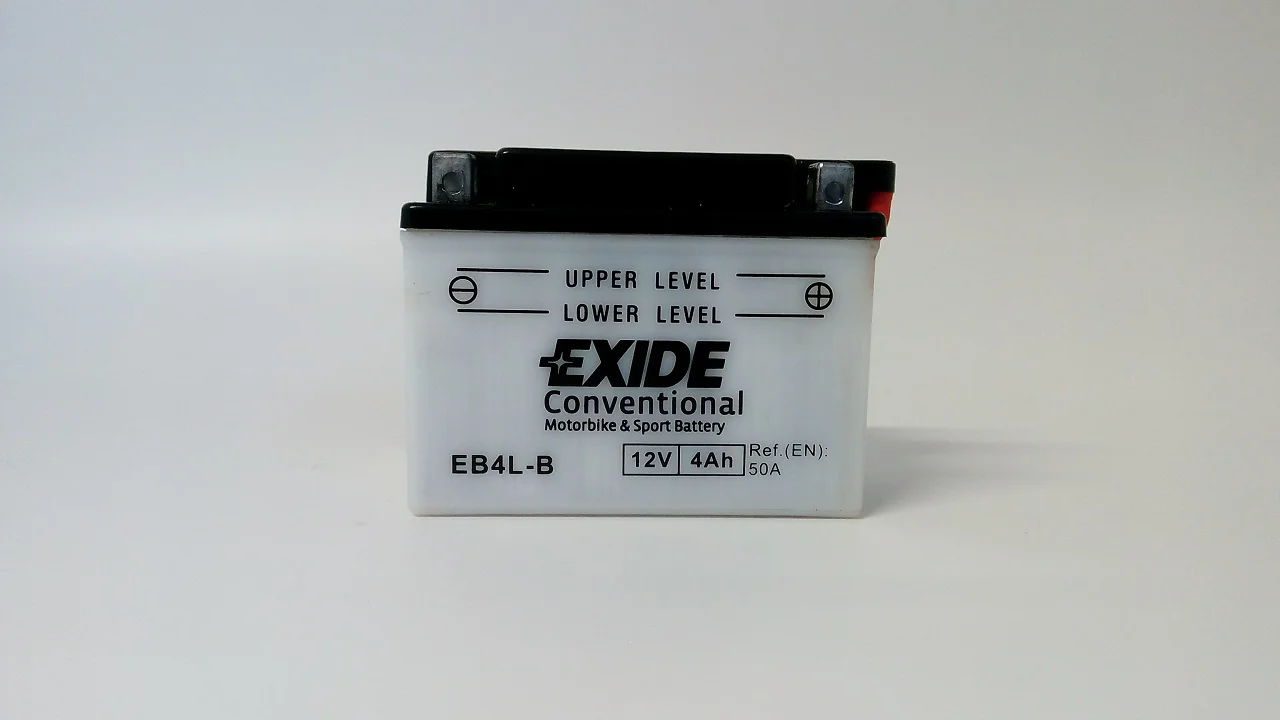 UPPER LEVEL
⊖ ⊕
LOWER LEVEL
EXIDE
Conventional
Motorbike & Sport Battery
EB4L-B 12V 4Ah Ref.(EN):
50A